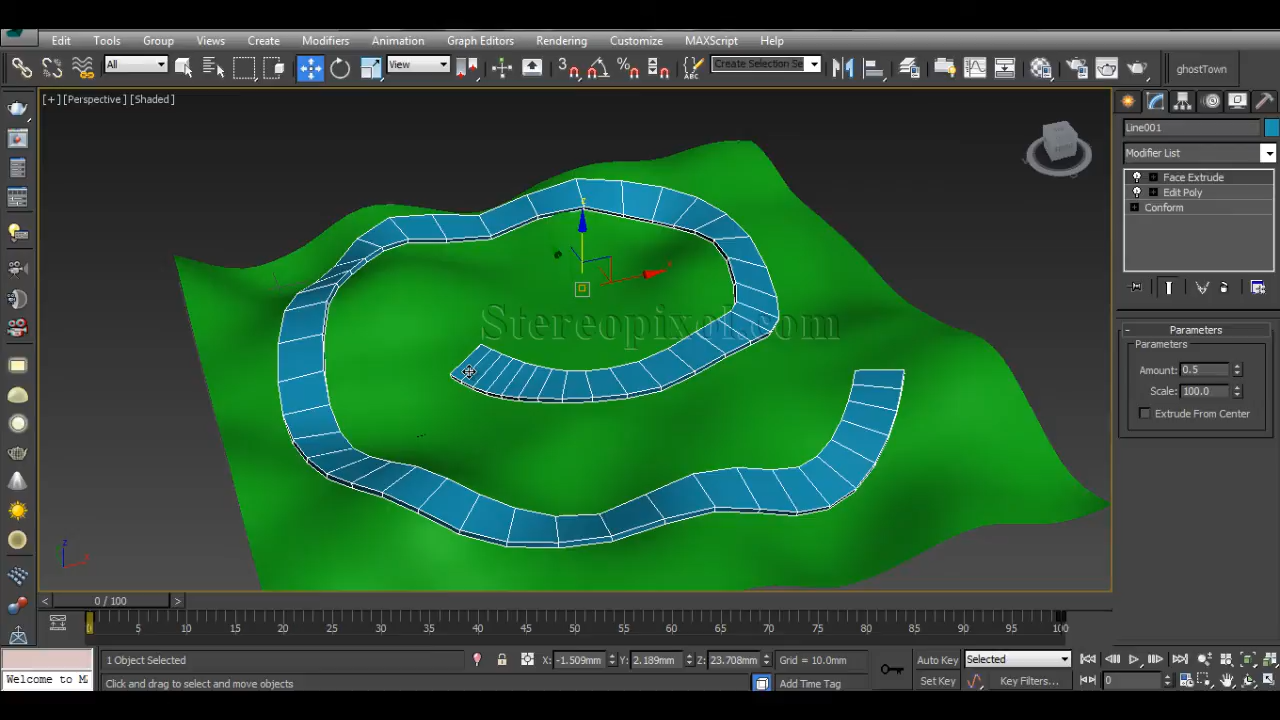 Edit Tools Group Views Create Modifiers Animation Graph Editors Rendering Customize MAXScript Help
All View Create Selection Se ghostTown
[+] [Perspective] [Shaded]
Line001
Modifier List
Face Extrude
Edit Poly
Conform
Stereopixel.com
Parameters
Parameters
Amount: 0.5
Scale: 100.0
Extrude From Center
0 / 100
0 5 10 15 20 25 30 35 40 45 50 55 60 65 70 75 80 85 90 95 100
1 Object Selected X: -1.509mm Y: 2.189mm Z: 23.708mm Grid = 10.0mm Auto Key Selected
Welcome to M Click and drag to select and move objects Add Time Tag Set Key Key Filters... 0